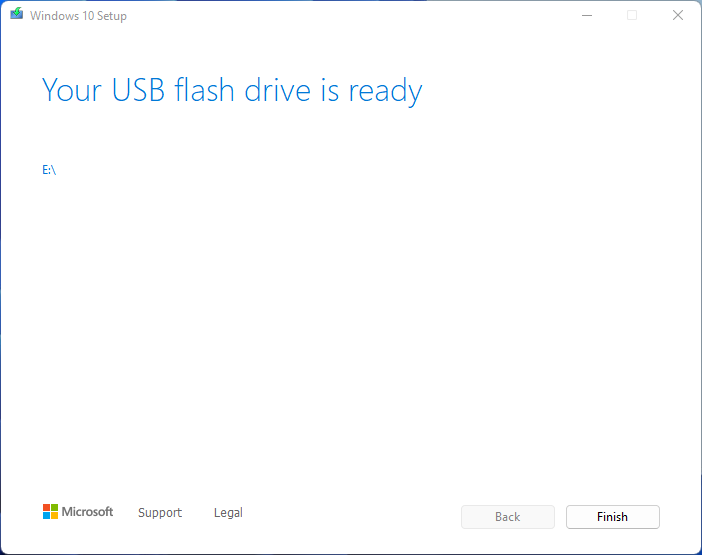 Windows 10 Setup
Your USB flash drive is ready
E:\
Microsoft Support Legal Back Finish